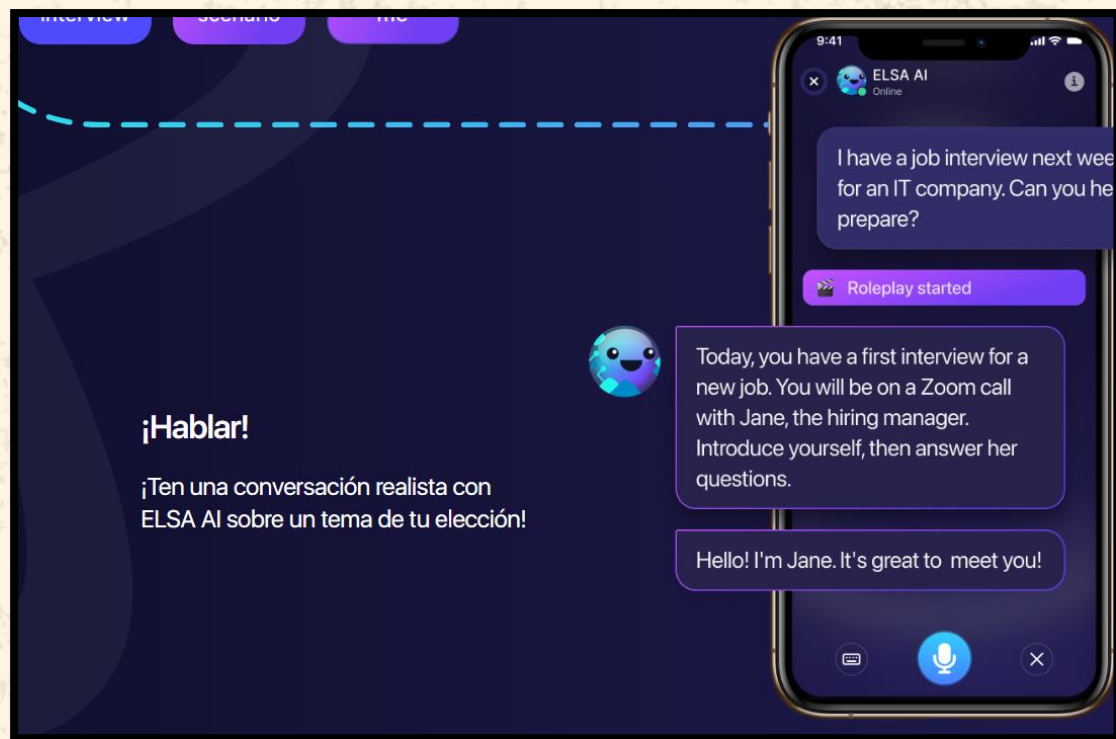 interview scenario me
9:41
ELSA AI
Online
I have a job interview next wee
for an IT company. Can you he
prepare?
Roleplay started
Today, you have a first interview for a
new job. You will be on a Zoom call
with Jane, the hiring manager.
Introduce yourself, then answer her
questions.
Hello! I'm Jane. It's great to meet you!
¡Hablar!
¡Ten una conversación realista con
ELSA AI sobre un tema de tu elección!